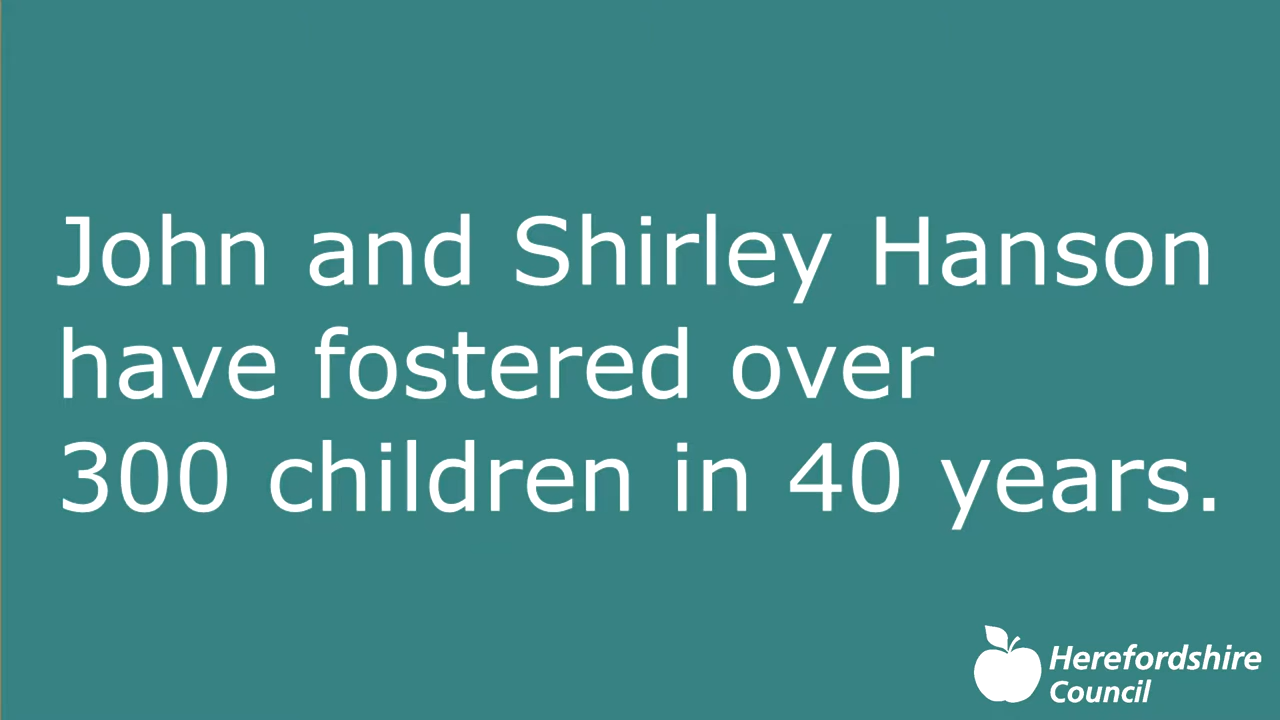 John and Shirley Hanson
have fostered over
300 children in 40 years.
Herefordshire
Council